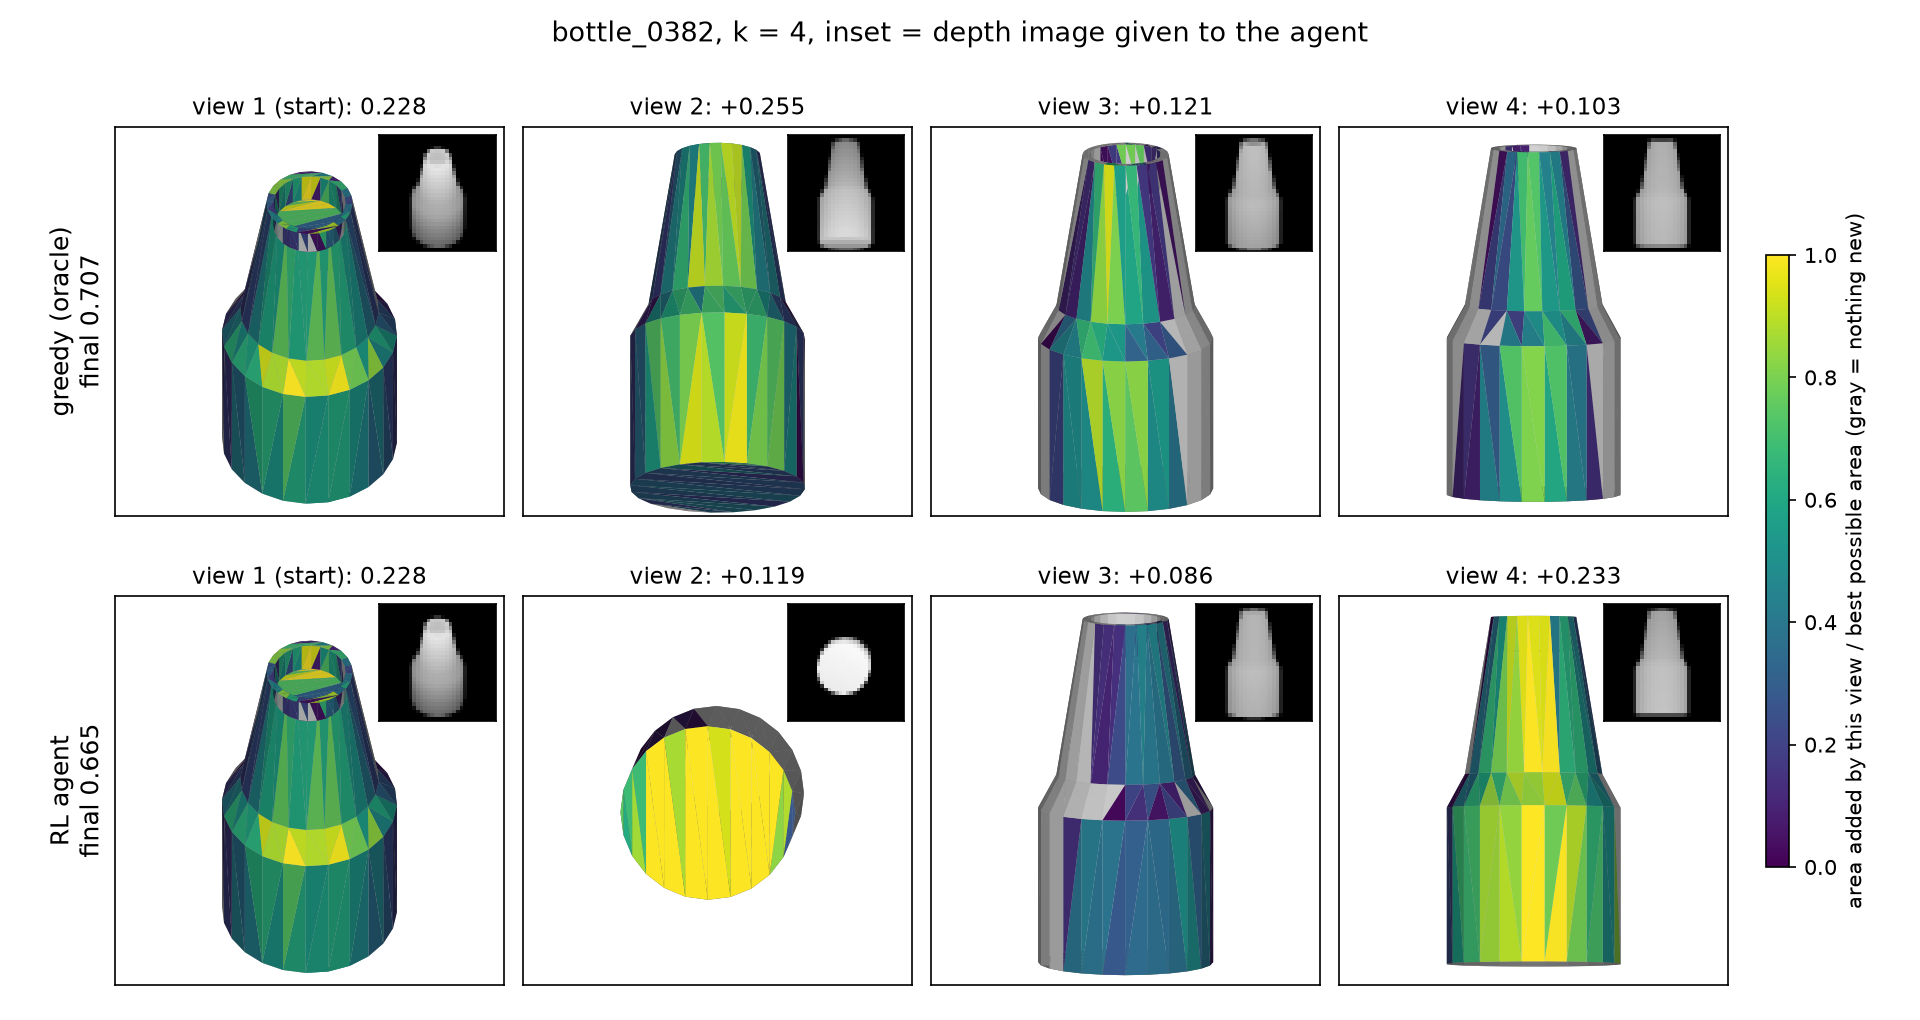 bottle_0382, k = 4, inset = depth image given to the agent
greedy (oracle)
final 0.707
view 1 (start): 0.228
view 2: +0.255
view 3: +0.121
view 4: +0.103
RL agent
final 0.665
view 1 (start): 0.228
view 2: +0.119
view 3: +0.086
view 4: +0.233
1.0
0.8
0.6
0.4
0.2
0.0
area added by this view / best possible area (gray = nothing new)